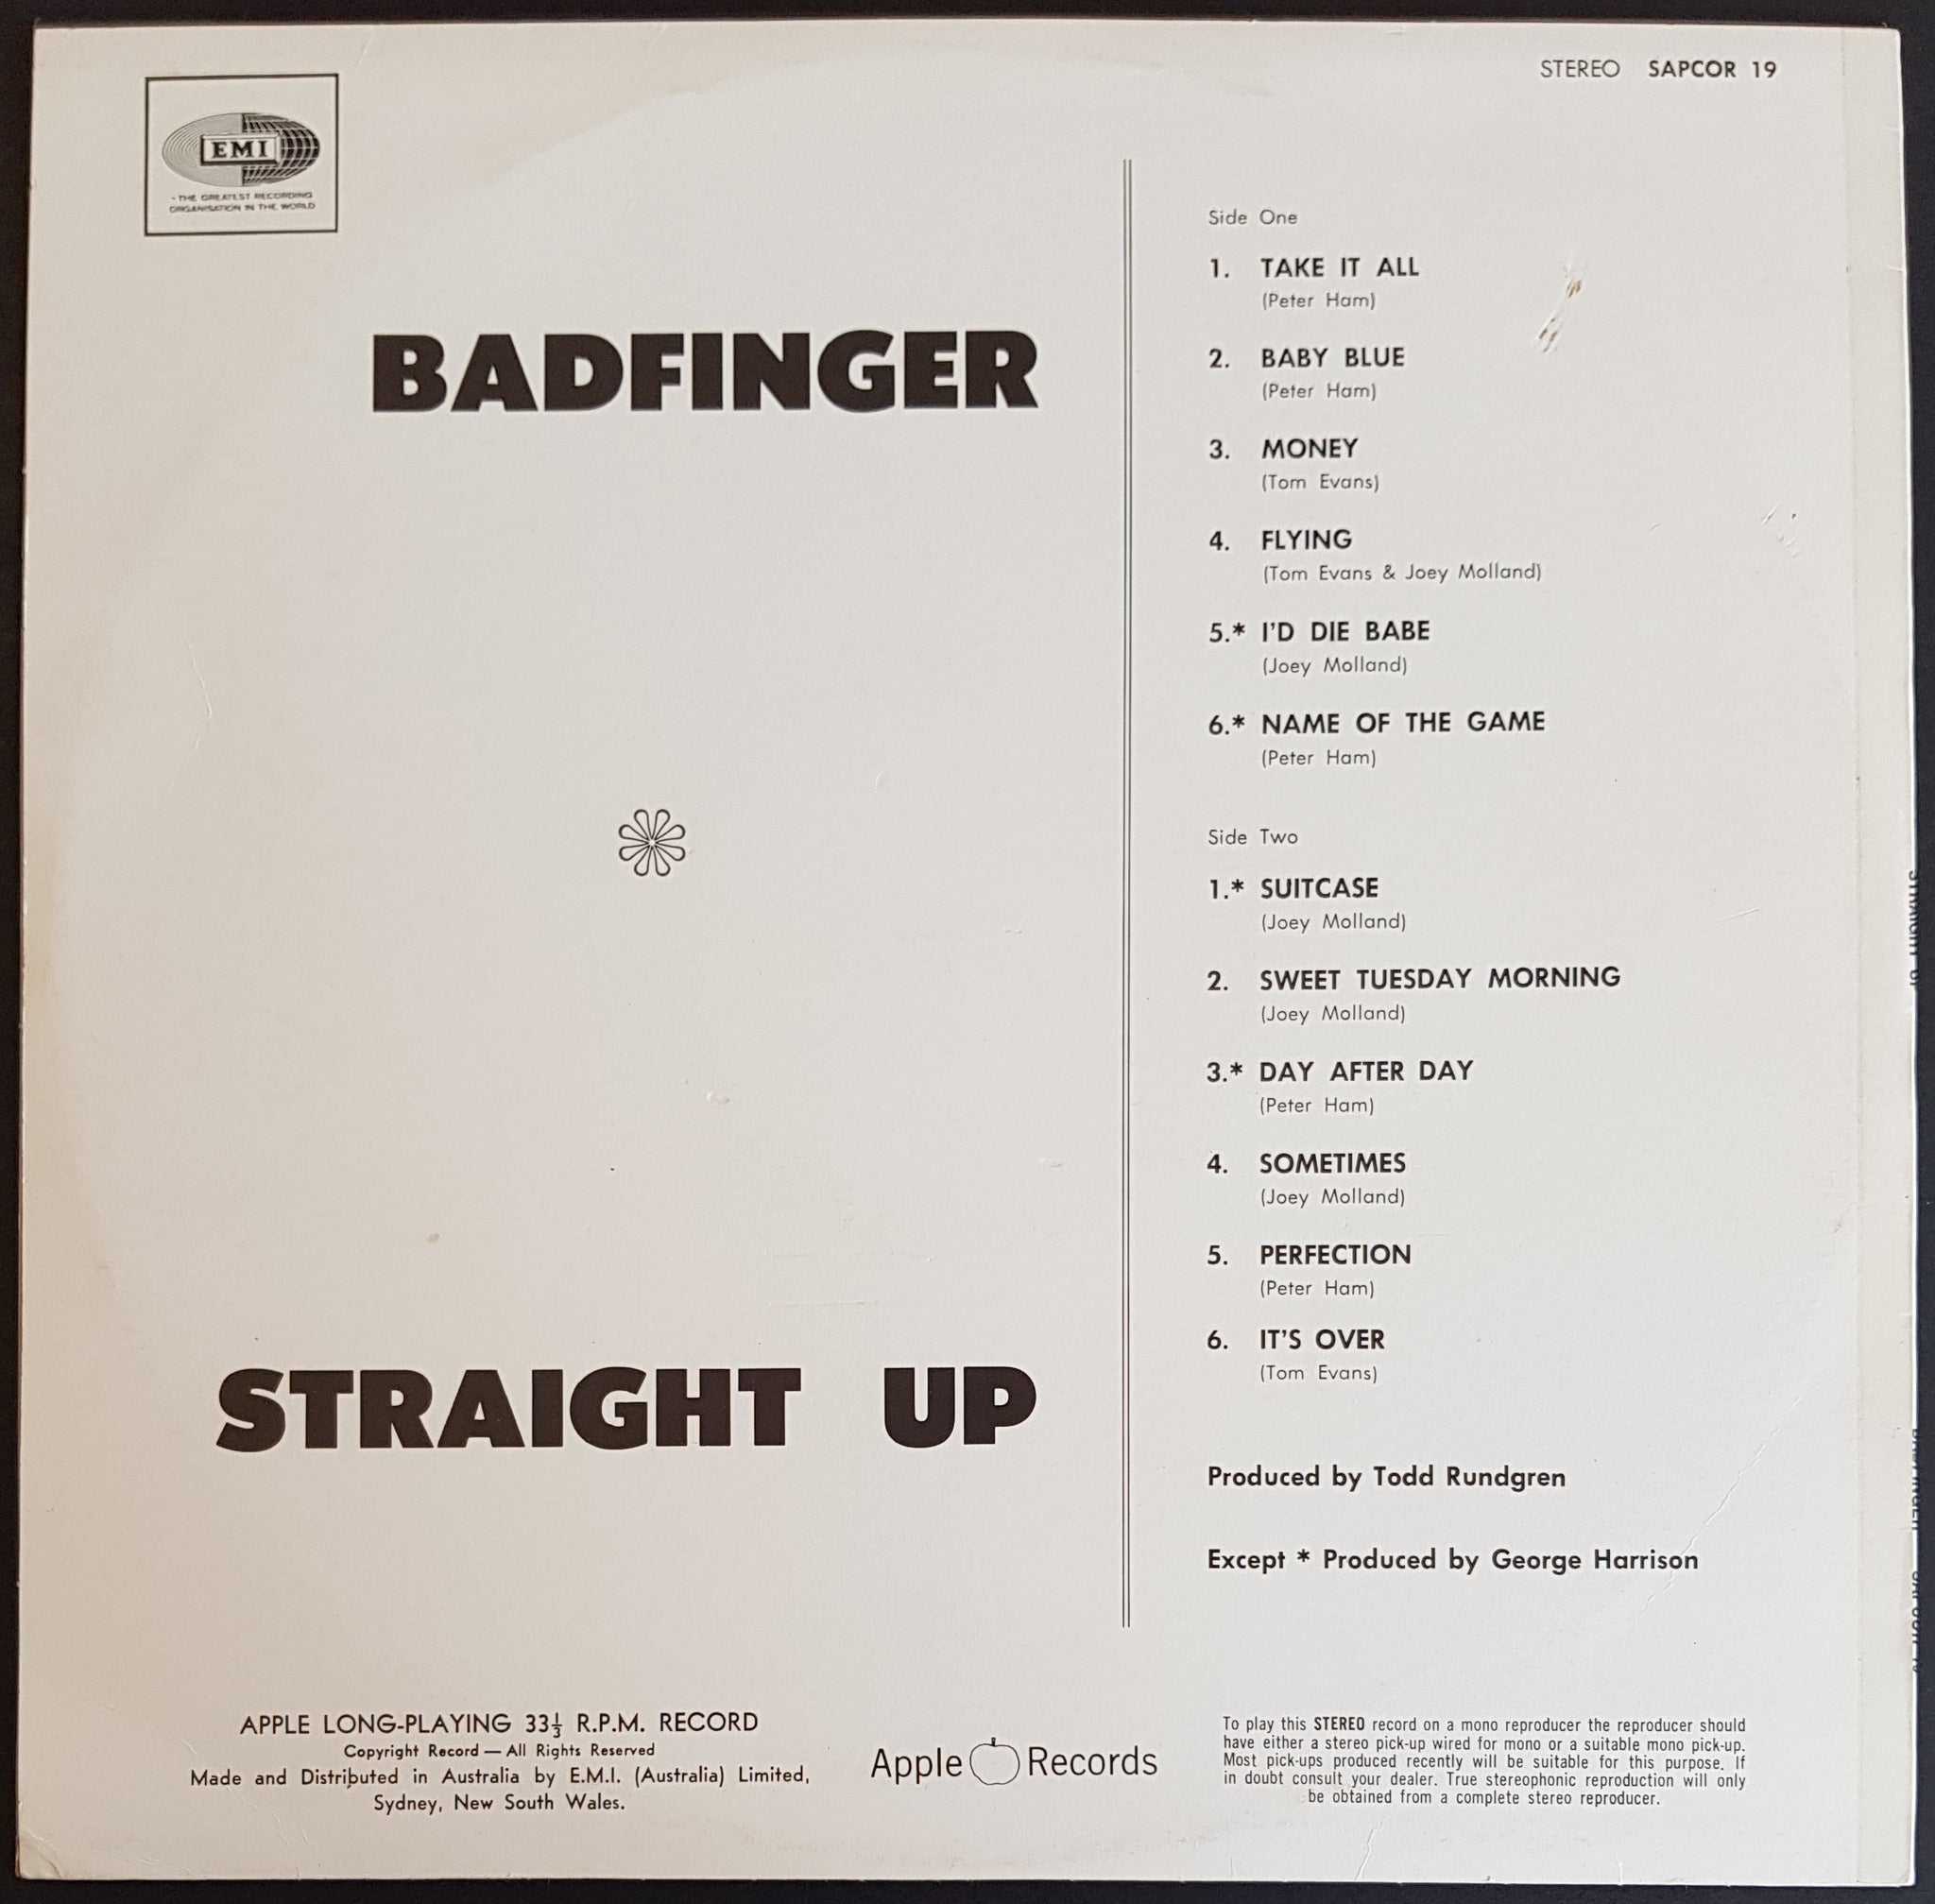 STEREO SAPCOR 19
EMI
- THE GREATEST RECORDING
ORGANISATION IN THE WORLD
BADFINGER
STRAIGHT UP
Side One
1. TAKE IT ALL
(Peter Ham)
2. BABY BLUE
(Peter Ham)
3. MONEY
(Tom Evans)
4. FLYING
(Tom Evans & Joey Molland)
5.* I'D DIE BABE
(Joey Molland)
6.* NAME OF THE GAME
(Peter Ham)
Side Two
1.* SUITCASE
(Joey Molland)
2. SWEET TUESDAY MORNING
(Joey Molland)
3.* DAY AFTER DAY
(Peter Ham)
4. SOMETIMES
(Joey Molland)
5. PERFECTION
(Peter Ham)
6. IT'S OVER
(Tom Evans)
Produced by Todd Rundgren
Except * Produced by George Harrison
APPLE LONG-PLAYING 33⅓ R.P.M. RECORD
Copyright Record — All Rights Reserved
Made and Distributed in Australia by E.M.I. (Australia) Limited,
Sydney, New South Wales.
Apple Records
To play this STEREO record on a mono reproducer the reproducer should
have either a stereo pick-up wired for mono or a suitable mono pick-up.
Most pick-ups produced recently will be suitable for this purpose. If
in doubt consult your dealer. True stereophonic reproduction will only
be obtained from a complete stereo reproducer.